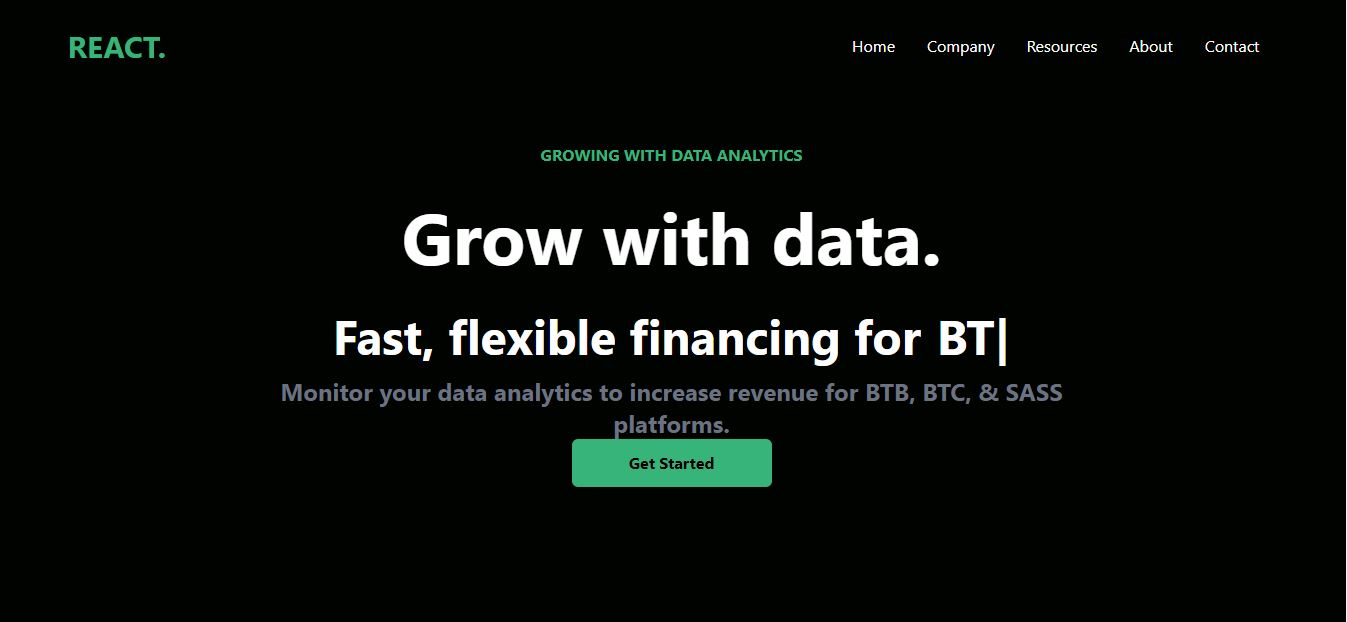 REACT.
Home Company Resources About Contact
GROWING WITH DATA ANALYTICS
Grow with data.
Fast, flexible financing for BT|
Monitor your data analytics to increase revenue for BTB, BTC, & SASS
platforms.
Get Started